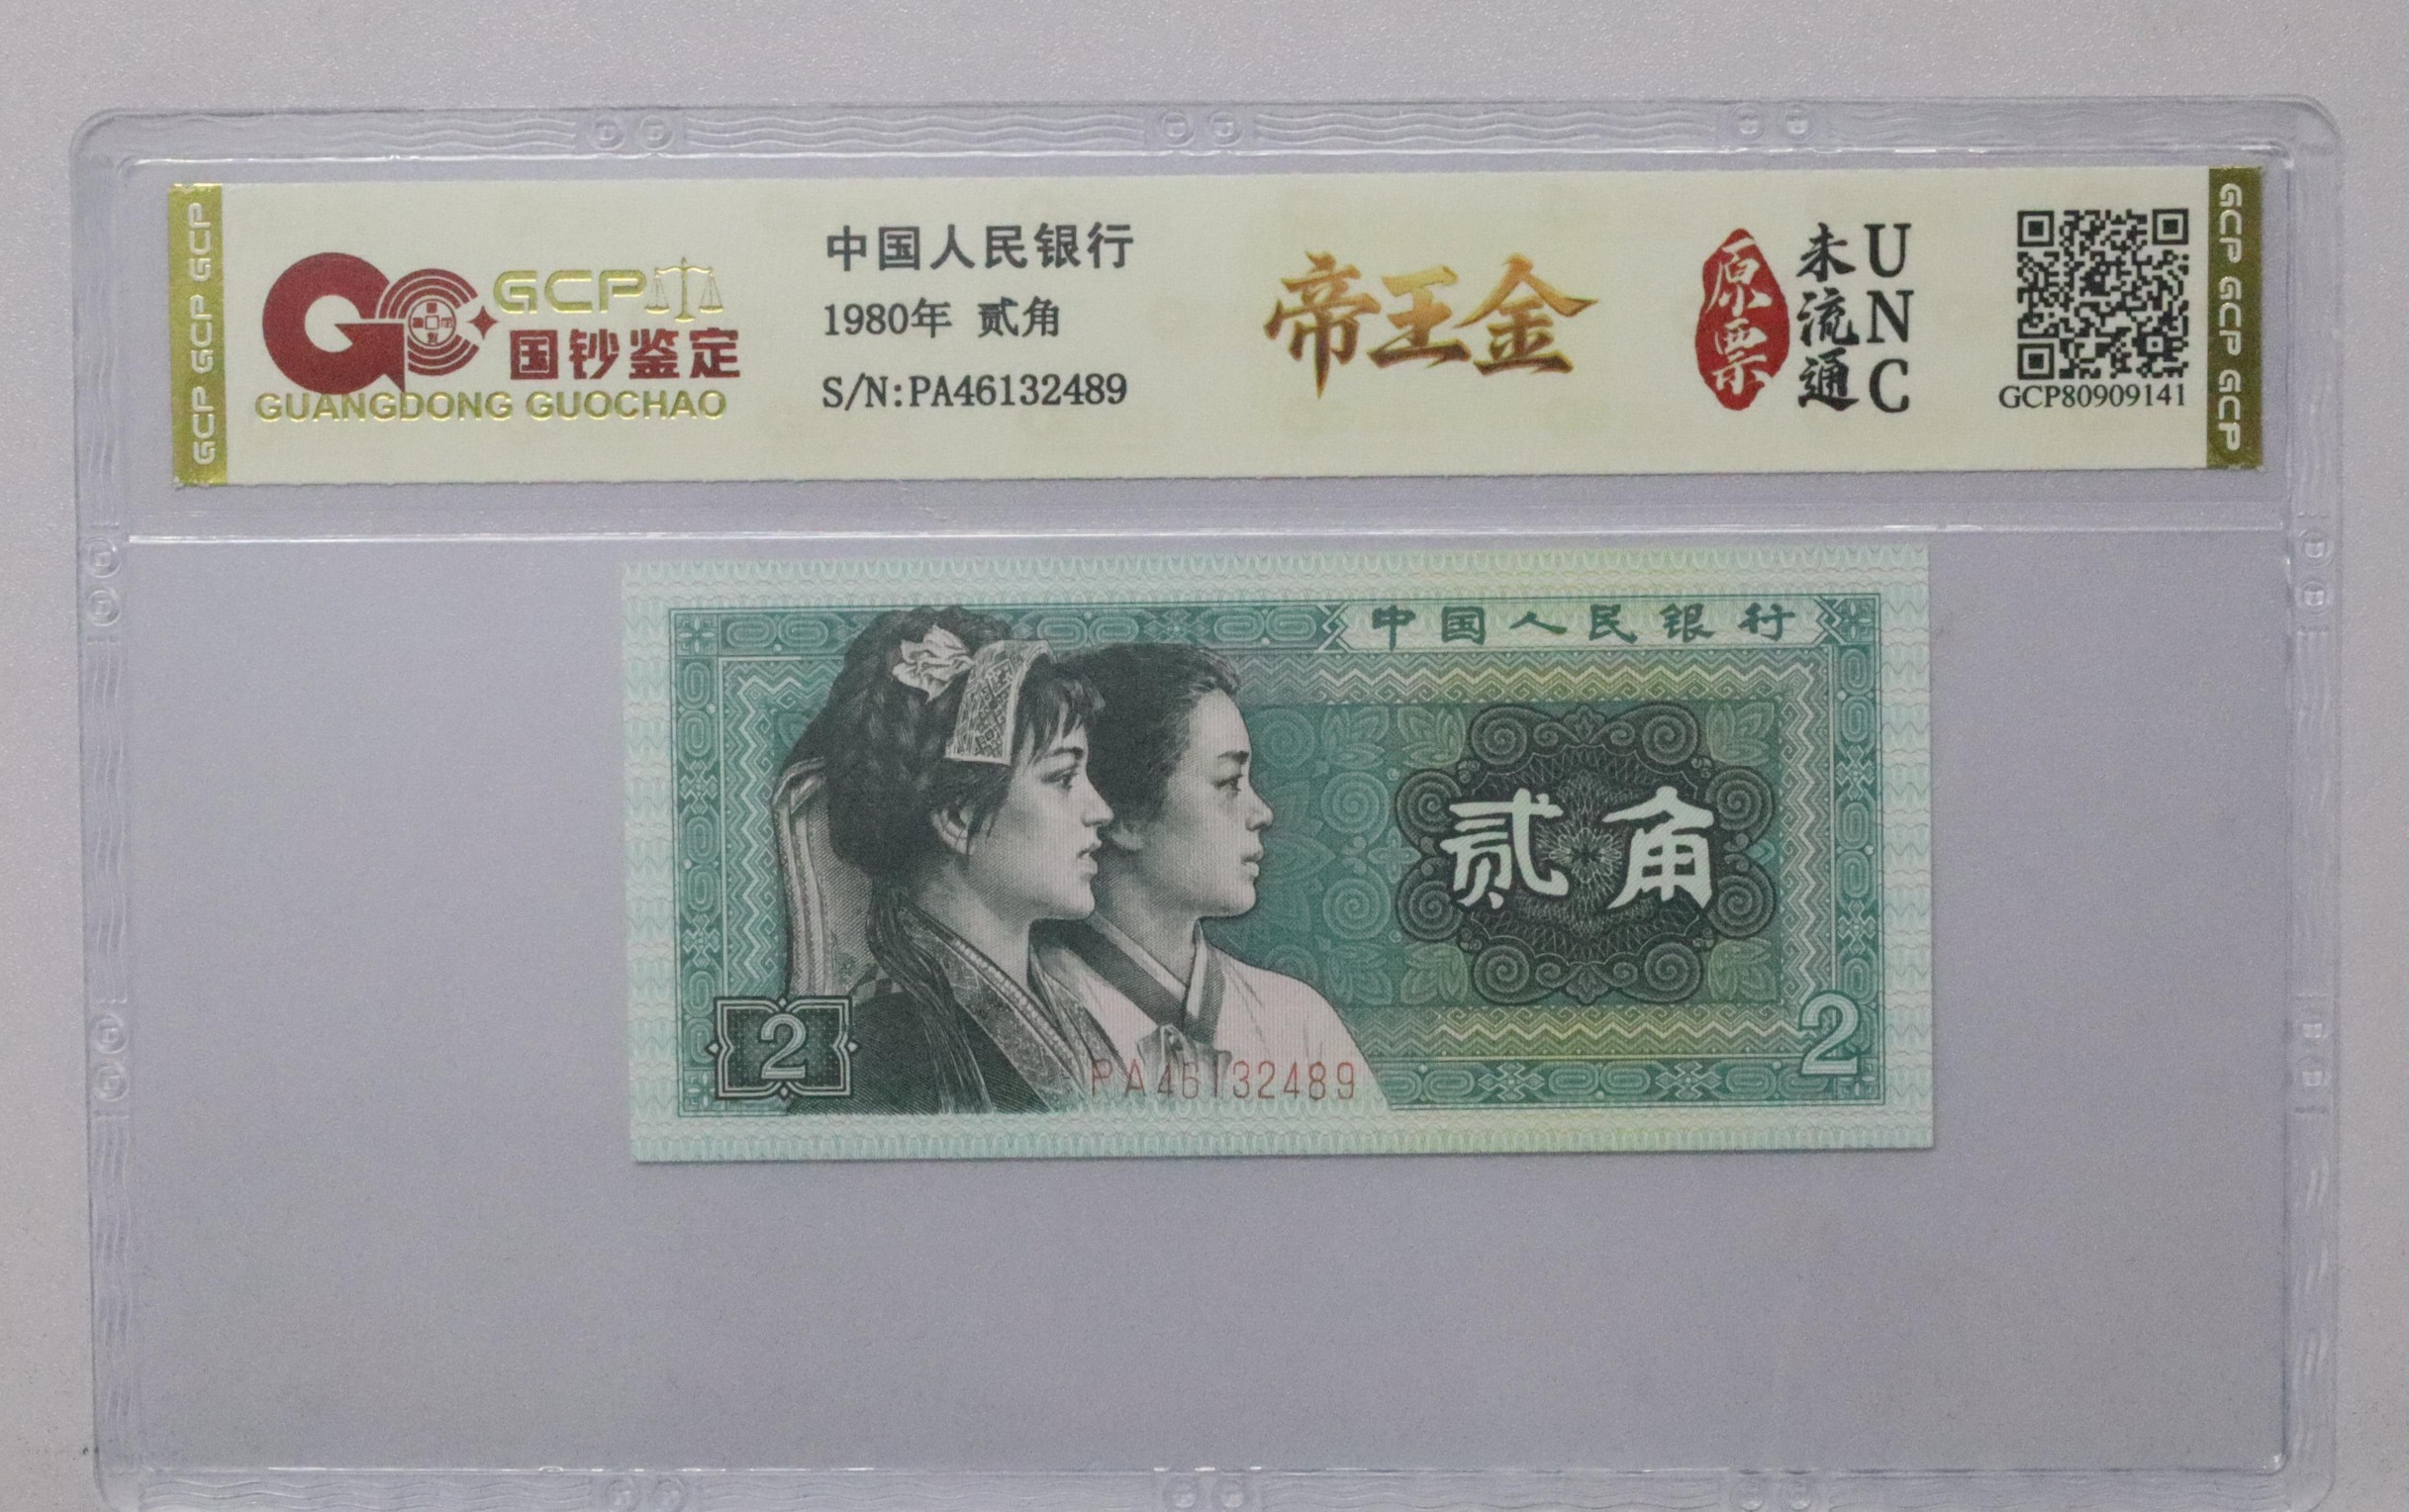 GCP GCP GCP
GCP
国钞鉴定
GUANGDONG GUOCHAO
中国人民银行
1980年 贰角
S/N:PA46132489
帝王金
原票
未流通
UNC
GCP80909141
GCP GCP GCP
中国人民银行
贰角
2
2
PA46132489